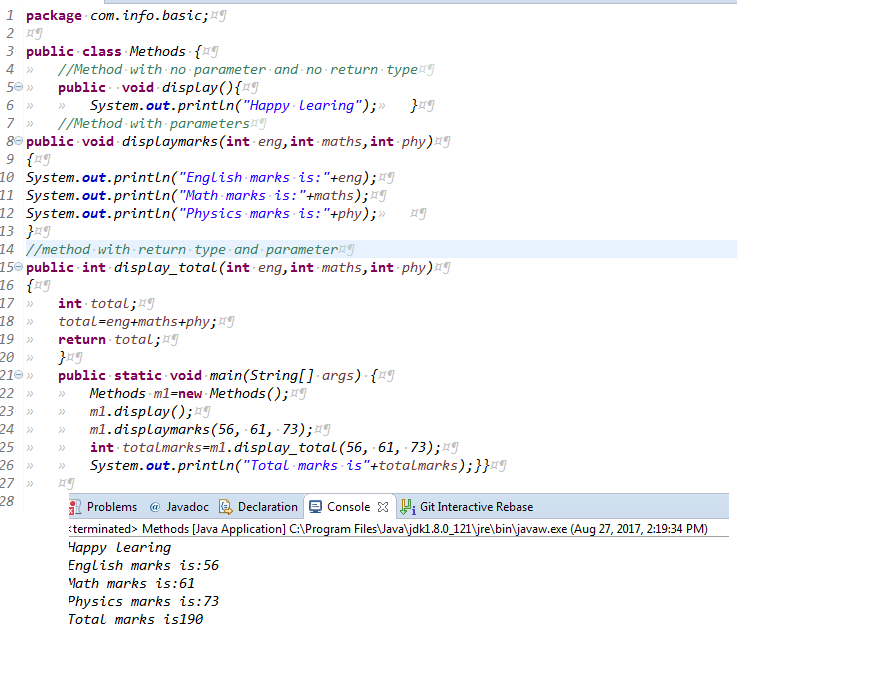 1 package com.info.basic;¤¶
2 ¤¶
3 public class Methods {¤¶
4 » //Method with no parameter and no return type¤¶
5 » public void display(){¤¶
6 » » System.out.println("Happy learing");» }¤¶
7 » //Method with parameters¤¶
8 public void displaymarks(int eng,int maths,int phy)¤¶
9 {¤¶
10 System.out.println("English marks is:"+eng);¤¶
11 System.out.println("Math marks is:"+maths);¤¶
12 System.out.println("Physics marks is:"+phy);» ¤¶
13 }¤¶
14 //method with return type and parameter¤¶
15 public int display_total(int eng,int maths,int phy)¤¶
16 {¤¶
17 » int total;¤¶
18 » total=eng+maths+phy;¤¶
19 » return total;¤¶
20 » }¤¶
21 » public static void main(String[] args) {¤¶
22 » » Methods m1=new Methods();¤¶
23 » » m1.display();¤¶
24 » » m1.displaymarks(56, 61, 73);¤¶
25 » » int totalmarks=m1.display_total(56, 61, 73);¤¶
26 » » System.out.println("Total marks is"+totalmarks);}}¤¶
27 » ¤¶
28
Problems @ Javadoc Declaration Console Git Interactive Rebase
<terminated> Methods [Java Application] C:\Program Files\Java\jdk1.8.0_121\jre\bin\javaw.exe (Aug 27, 2017, 2:19:34 PM)
Happy learing
English marks is:56
Math marks is:61
Physics marks is:73
Total marks is190